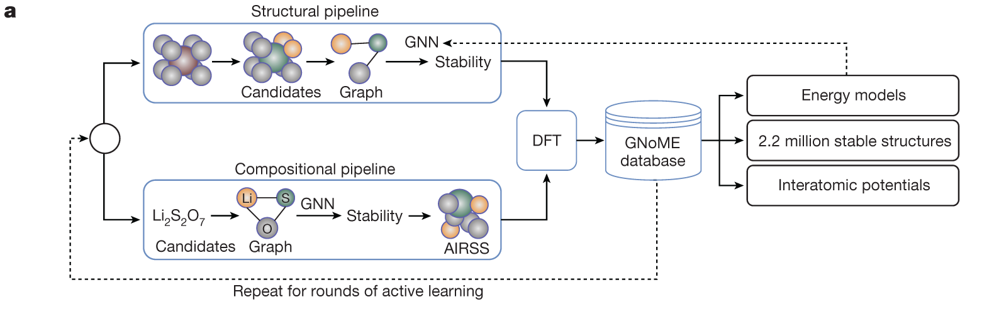 a
Structural pipeline
GNN
Stability
Candidates
Graph
Energy models
2.2 million stable structures
Interatomic potentials
DFT
GNoME
database
Compositional pipeline
Li₂S₂O₇
Li
S
O
GNN
Stability
Candidates
Graph
AIRSS
Repeat for rounds of active learning